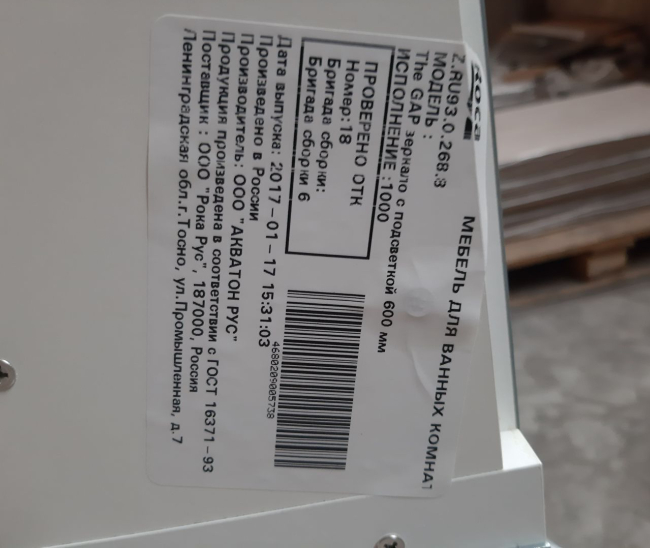 Roca
МЕБЕЛЬ ДЛЯ ВАННЫХ КОМНАТ
Z.RU93.0.268.3
МОДЕЛЬ :
The GAP зеркало с подсветкой 600 мм
ИСПОЛНЕНИЕ :1000
ПРОВЕРЕНО ОТК
Номер:18
Бригада сборки:
Бригада сборки 6
4680209005738
Дата выпуска: 2017-01-17 15:31:03
Произведено в России
Производитель: ООО "АКВАТОН РУС"
Продукция произведена в соответствии с ГОСТ 16371-93
Поставщик : ООО "Рока Рус", 187000, Россия
Ленинградская обл.г.Тосно, ул.Промышленная, д.7